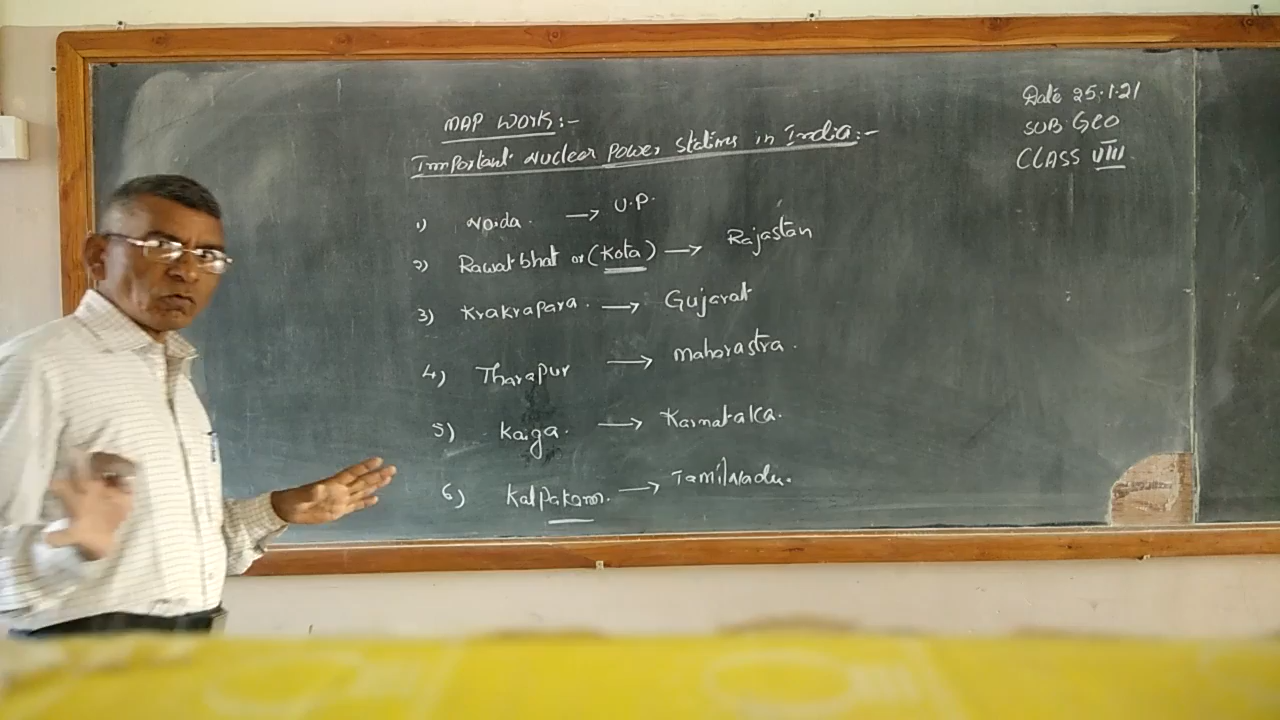 MAP WORK:-
Important Nuclear Power Stations in India:-
Date 25.1.21
SUB GEO
CLASS VIII
1) Noida. → U.P.
2) Rawatbhat or (Kota) → Rajastan
3) Krakrapara. → Gujarat
4) Tharapur → Maharastra.
5) Kaiga. → Karnataka.
6) Kalpakam. → TamilNadu.